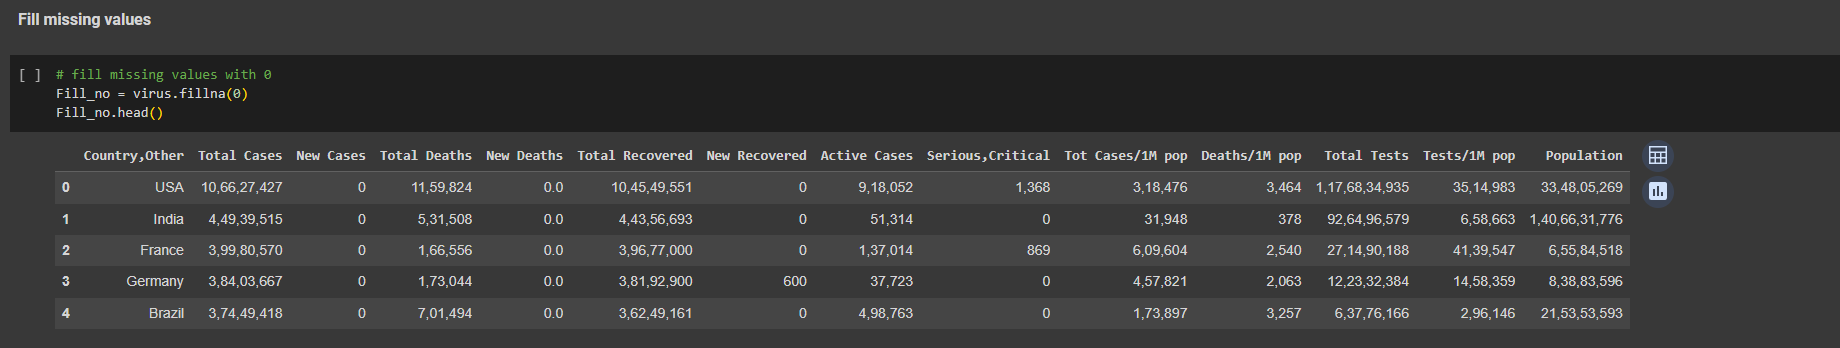 Fill missing values
[ ] # fill missing values with 0
Fill_no = virus.fillna(0)
Fill_no.head()
Country,Other Total Cases New Cases Total Deaths New Deaths Total Recovered New Recovered Active Cases Serious,Critical Tot Cases/1M pop Deaths/1M pop Total Tests Tests/1M pop Population
0 USA 10,66,27,427 0 11,59,824 0.0 10,45,49,551 0 9,18,052 1,368 3,18,476 3,464 1,17,68,34,935 35,14,983 33,48,05,269
1 India 4,49,39,515 0 5,31,508 0.0 4,43,56,693 0 51,314 0 31,948 378 92,64,96,579 6,58,663 1,40,66,31,776
2 France 3,99,80,570 0 1,66,556 0.0 3,96,77,000 0 1,37,014 869 6,09,604 2,540 27,14,90,188 41,39,547 6,55,84,518
3 Germany 3,84,03,667 0 1,73,044 0.0 3,81,92,900 600 37,723 0 4,57,821 2,063 12,23,32,384 14,58,359 8,38,83,596
4 Brazil 3,74,49,418 0 7,01,494 0.0 3,62,49,161 0 4,98,763 0 1,73,897 3,257 6,37,76,166 2,96,146 21,53,53,593